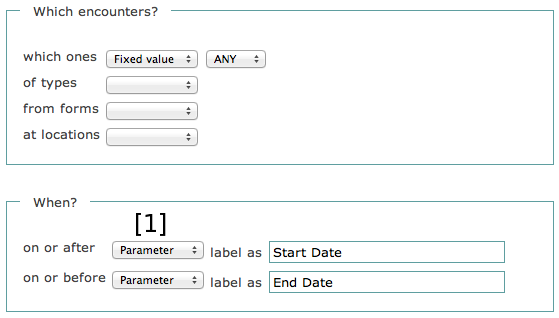 Which encounters?
which ones Fixed value ANY
of types
from forms
at locations
When?
[1]
on or after Parameter label as Start Date
on or before Parameter label as End Date